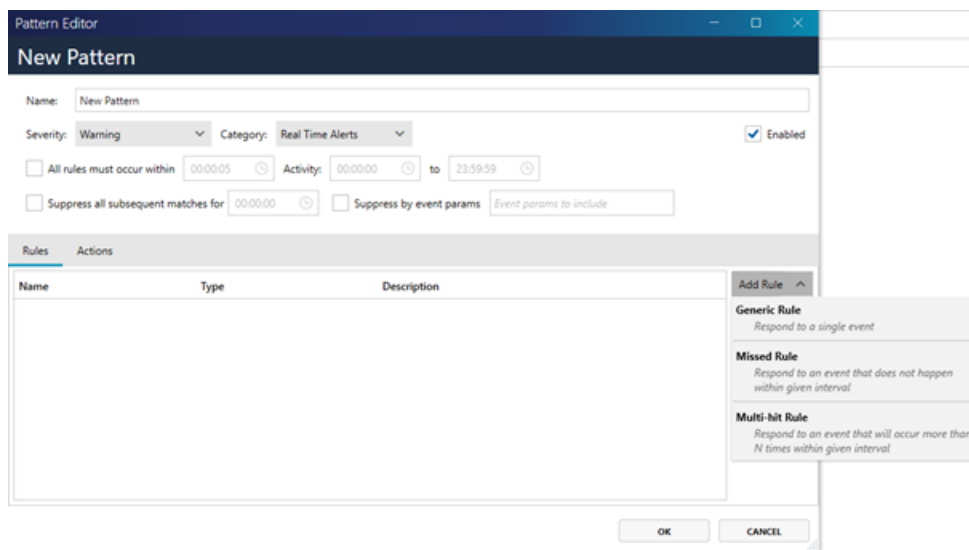 Pattern Editor
New Pattern
Name: New Pattern
Severity: Warning Category: Real Time Alerts Enabled
All rules must occur within 00:00:05 Activity: 00:00:00 to 23:59:59
Suppress all subsequent matches for 00:00:00 Suppress by event params Event params to include
Rules Actions
Name Type Description Add Rule
Generic Rule
Respond to a single event
Missed Rule
Respond to an event that does not happen
within given interval
Multi-hit Rule
Respond to an event that will occur more than
N times within given interval
OK CANCEL